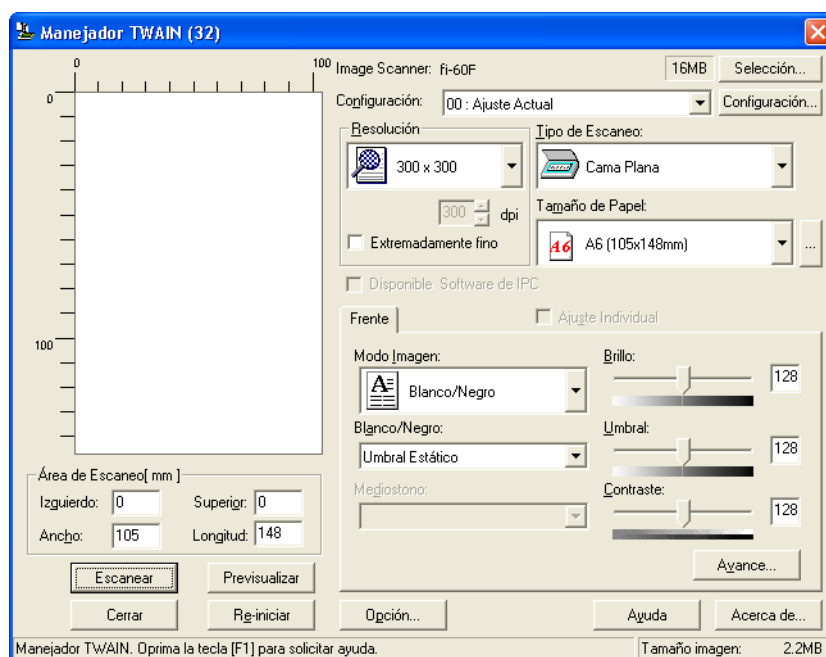 Manejador TWAIN (32)
0 100
0
100
Image Scanner: fi-60F 16MB Selección...
Configuración: 00 : Ajuste Actual Configuración...
Resolución
300 x 300
300 dpi
Extremadamente fino
Tipo de Escaneo:
Cama Plana
Tamaño de Papel:
A6 A6 (105x148mm) ...
Disponible Software de IPC
Frente Ajuste Individual
Modo Imagen:
A Blanco/Negro
Blanco/Negro:
Umbral Estático
Mediostono:
Brillo:
128
Umbral:
128
Contraste:
128
Avance...
Área de Escaneo[ mm ]
Izguierdo: 0 Superior: 0
Ancho: 105 Longitud: 148
Escanear Previsualizar
Cerrar Re-iniciar Opción... Ayuda Acerca de...
Manejador TWAIN. Oprima la tecla [F1] para solicitar ayuda. Tamaño imagen: 2.2MB